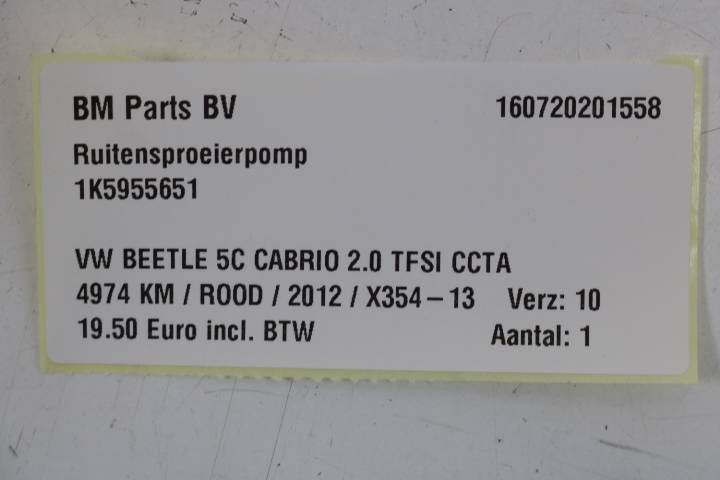 BM Parts BV 160720201558
Ruitensproeierpomp
1K5955651
VW BEETLE 5C CABRIO 2.0 TFSI CCTA
4974 KM / ROOD / 2012 / X354-13 Verz: 10
19.50 Euro incl. BTW Aantal: 1